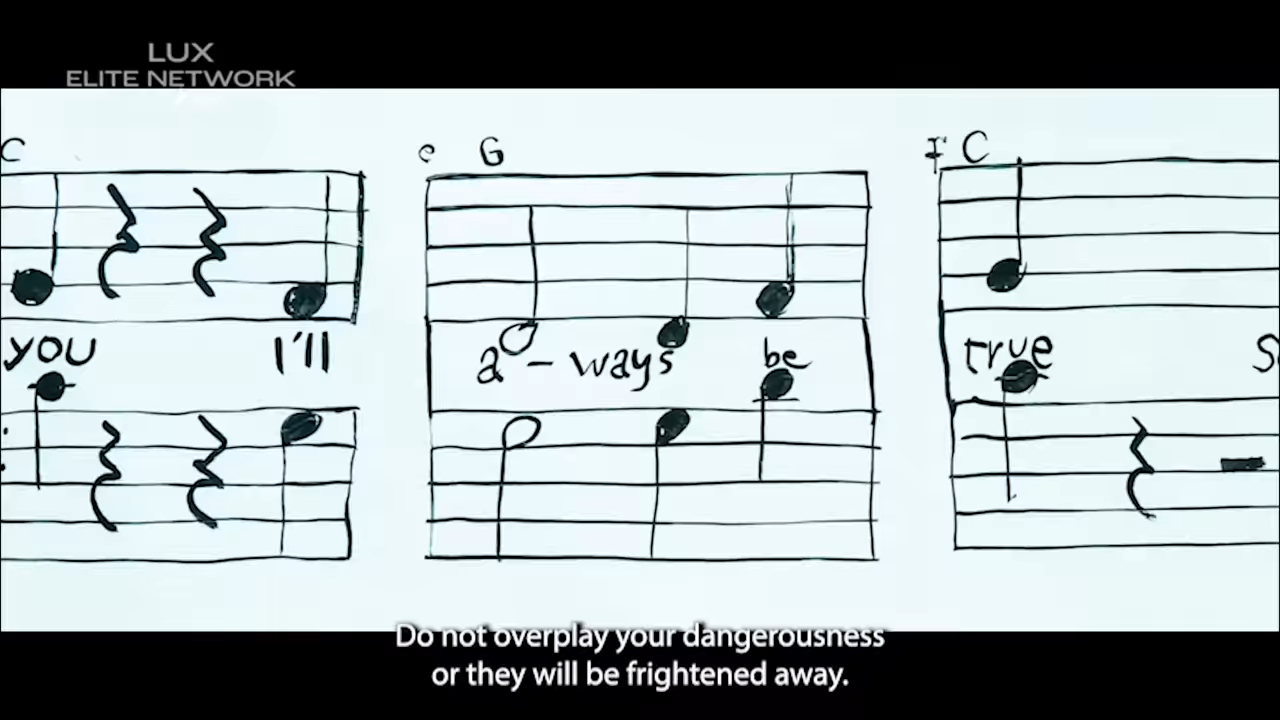 LUX
ELITE NETWORK
C
e G
F C
you I'll a - ways be true
Do not overplay your dangerousness
or they will be frightened away.